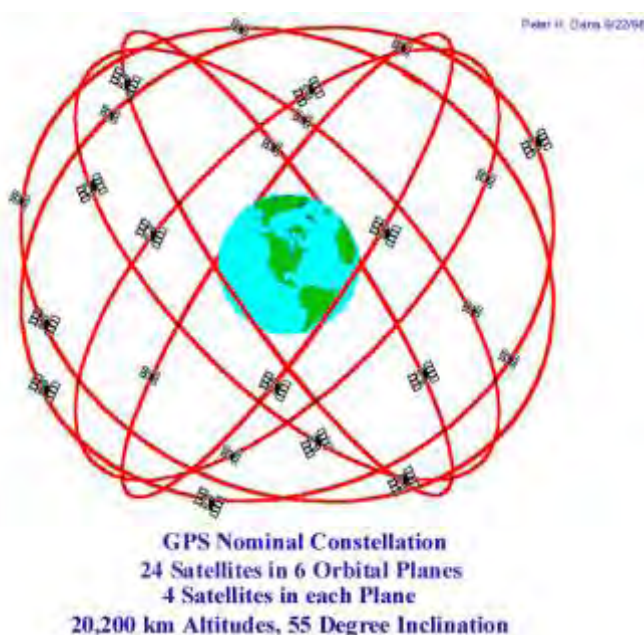 Peter H. Dana 9/22/98
GPS Nominal Constellation
24 Satellites in 6 Orbital Planes
4 Satellites in each Plane
20,200 km Altitudes, 55 Degree Inclination